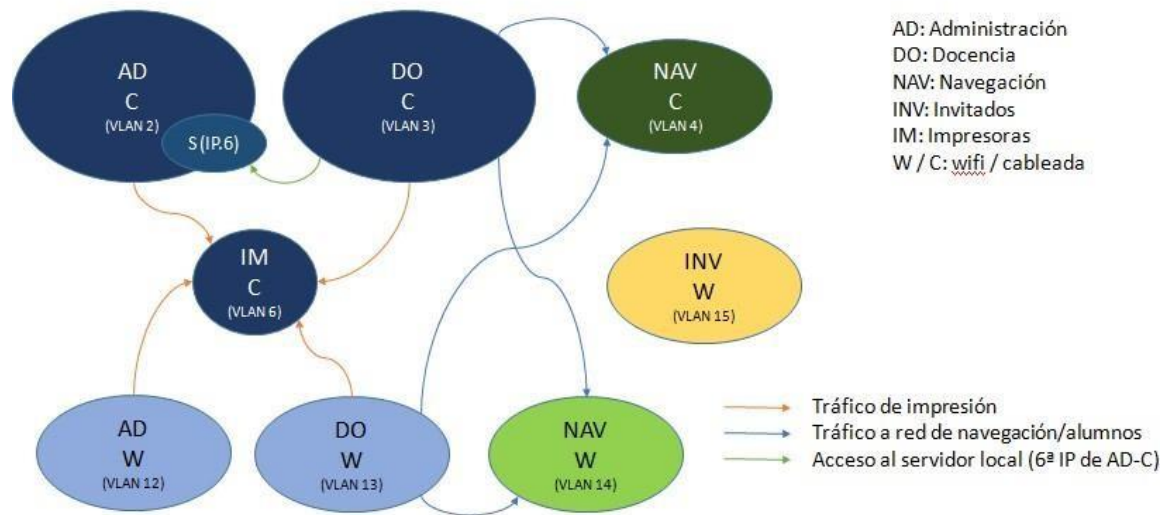 AD
C
(VLAN 2)
S (IP.6)
DO
C
(VLAN 3)
NAV
C
(VLAN 4)
AD: Administración
DO: Docencia
NAV: Navegación
INV: Invitados
IM: Impresoras
W / C: wifi / cableada
IM
C
(VLAN 6)
INV
W
(VLAN 15)
AD
W
(VLAN 12)
DO
W
(VLAN 13)
NAV
W
(VLAN 14)
Tráfico de impresión
Tráfico a red de navegación/alumnos
Acceso al servidor local (6ª IP de AD-C)